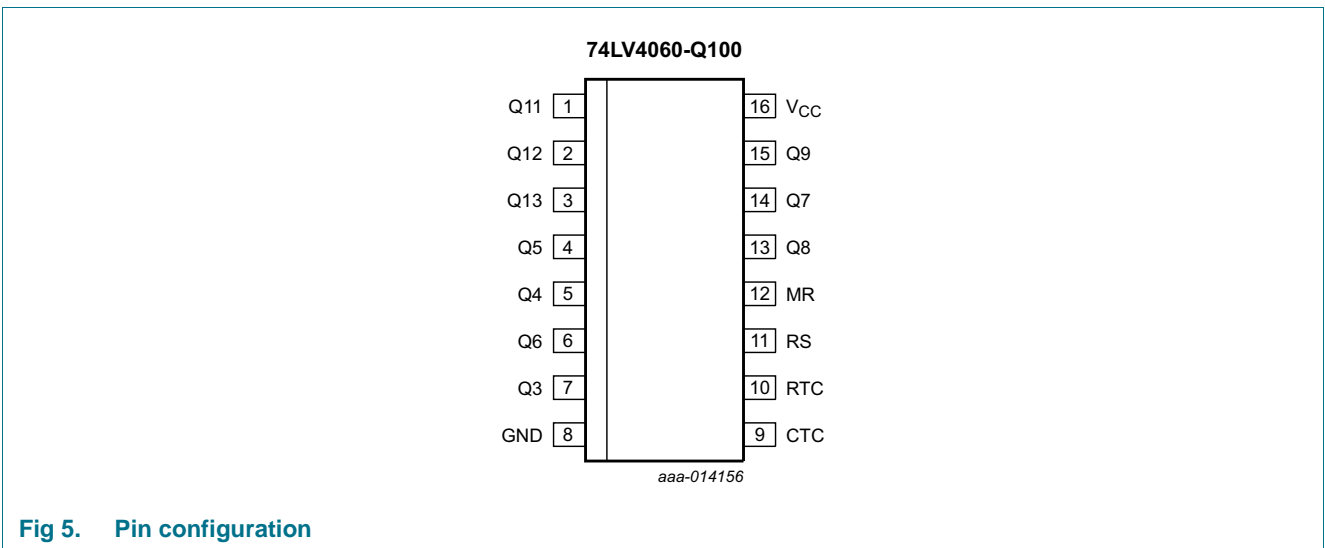 74LV4060-Q100
Q11 1 16 VCC
Q12 2 15 Q9
Q13 3 14 Q7
Q5 4 13 Q8
Q4 5 12 MR
Q6 6 11 RS
Q3 7 10 RTC
GND 8 9 CTC
aaa-014156
Fig 5. Pin configuration